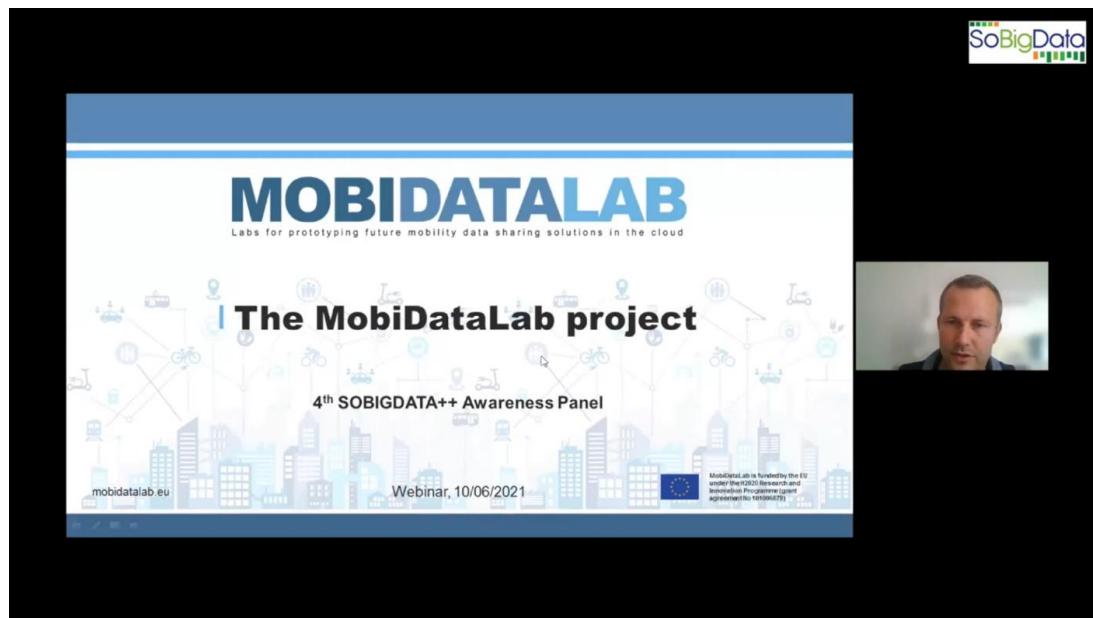 SoBigData
MOBIDATALAB
Labs for prototyping future mobility data sharing solutions in the cloud
The MobiDataLab project
4th SOBIGDATA++ Awareness Panel
mobidatalab.eu
Webinar, 10/06/2021
MobiDataLab is funded by the EU
under the H2020 Research and
Innovation Programme (grant
agreement No